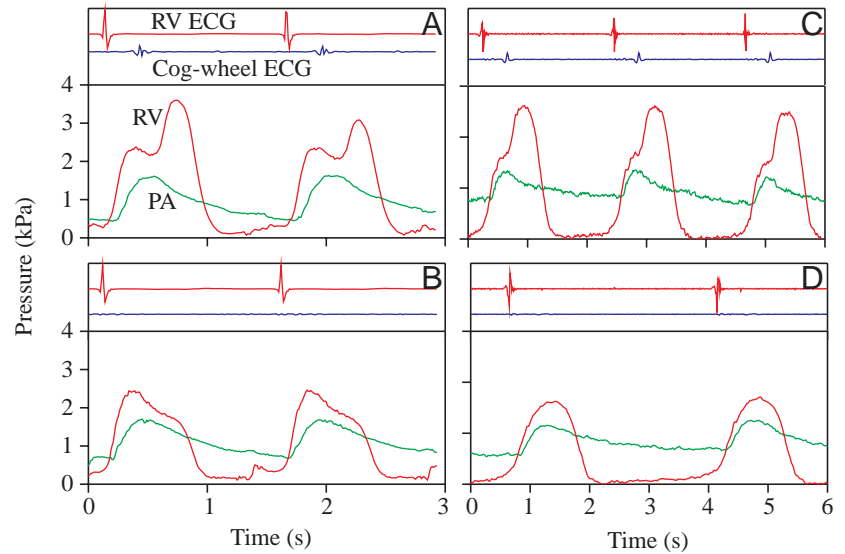 RV ECG
A
Cog-wheel ECG
C
4
3
RV
2
1
PA
0
Pressure (kPa)
B
D
4
3
2
1
0
0 1 2 3
0 1 2 3 4 5 6
Time (s)
Time (s)